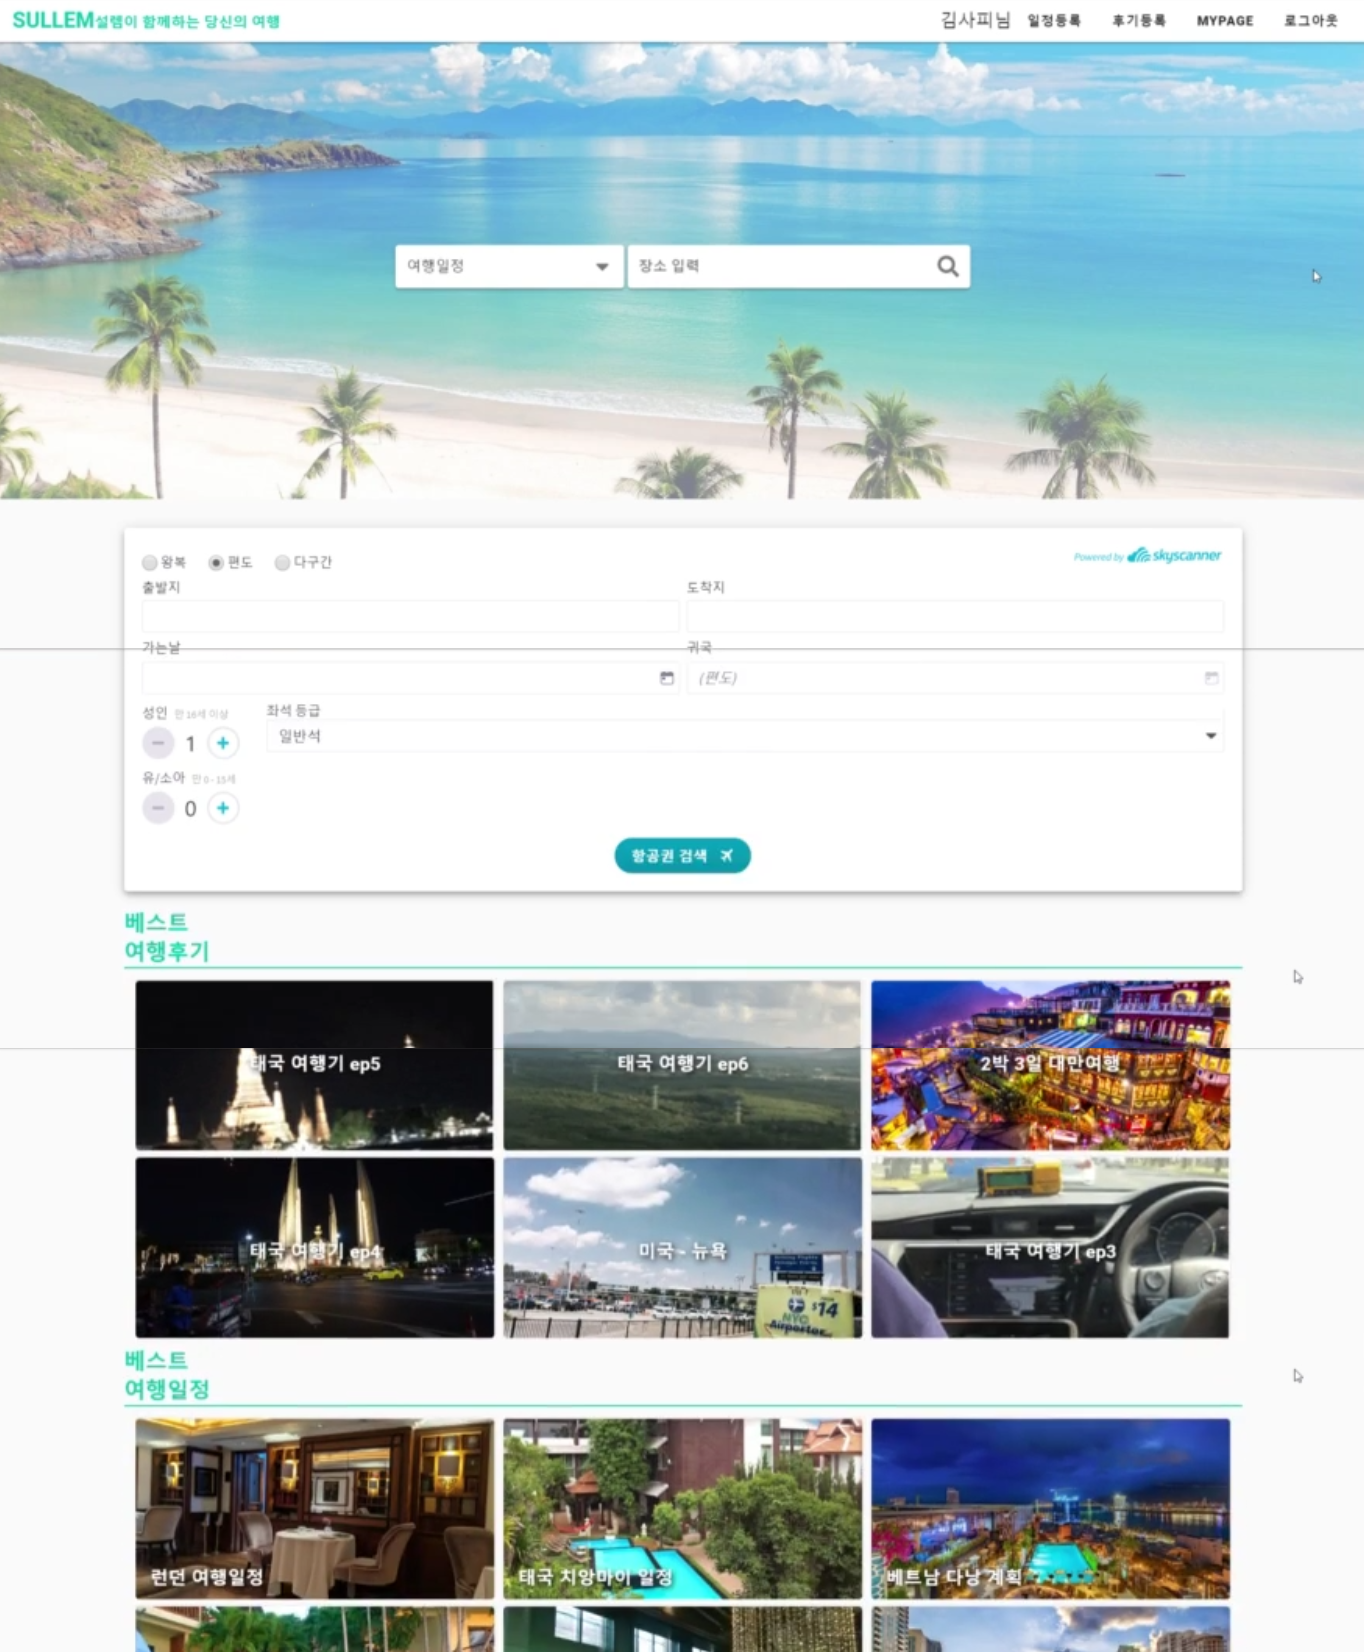 SULLEM설렘이 함께하는 당신의 여행
김사피님 일정등록 후기등록 MYPAGE 로그아웃
여행일정 장소 입력
왕복 편도 다구간
Powered by skyscanner
출발지 도착지
가는날 귀국
(편도)
성인 만 16세 이상 좌석 등급
1 일반석
유/소아 만 0 - 15세
0
항공권 검색
베스트
여행후기
태국 여행기 ep5
태국 여행기 ep6
2박 3일 대만여행
태국 여행기 ep4
미국 - 뉴욕
$14
NYC
Airporter
태국 여행기 ep3
베스트
여행일정
런던 여행일정
태국 치앙마이 일정
베트남 다낭 계획